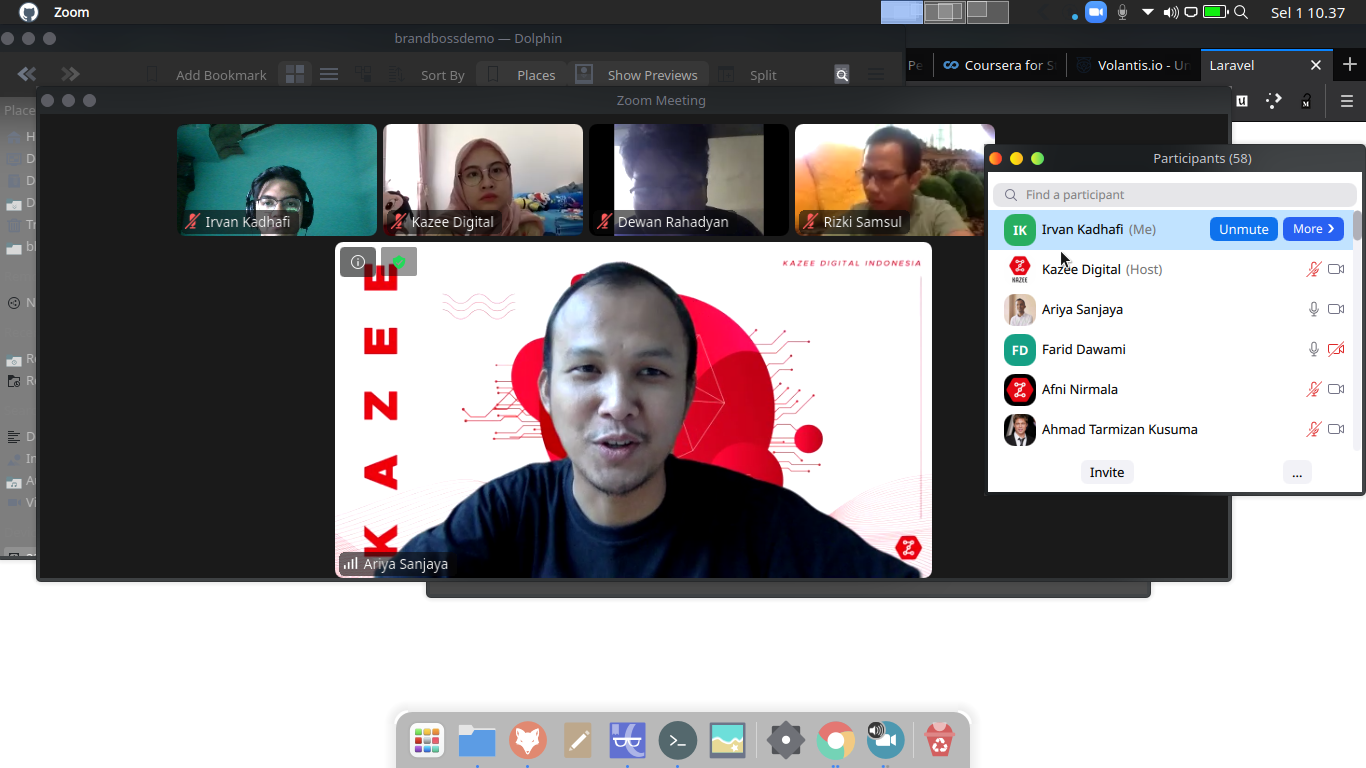 Zoom
Sel 1 10.37
brandbossdemo — Dolphin
Add Bookmark
Sort By
Places
Show Previews
Split
Pe
Coursera for S
Volantis.io - Un
Laravel
Place
Zoom Meeting
Irvan Kadhafi
Kazee Digital
Dewan Rahadyan
Rizki Samsul
KAZEE
KAZEE DIGITAL INDONESIA
Ariya Sanjaya
Participants (58)
Find a participant
IK
Irvan Kadhafi (Me)
Unmute
More
KAZEE
Kazee Digital (Host)
Ariya Sanjaya
FD
Farid Dawami
Afni Nirmala
Ahmad Tarmizan Kusuma
Invite
...